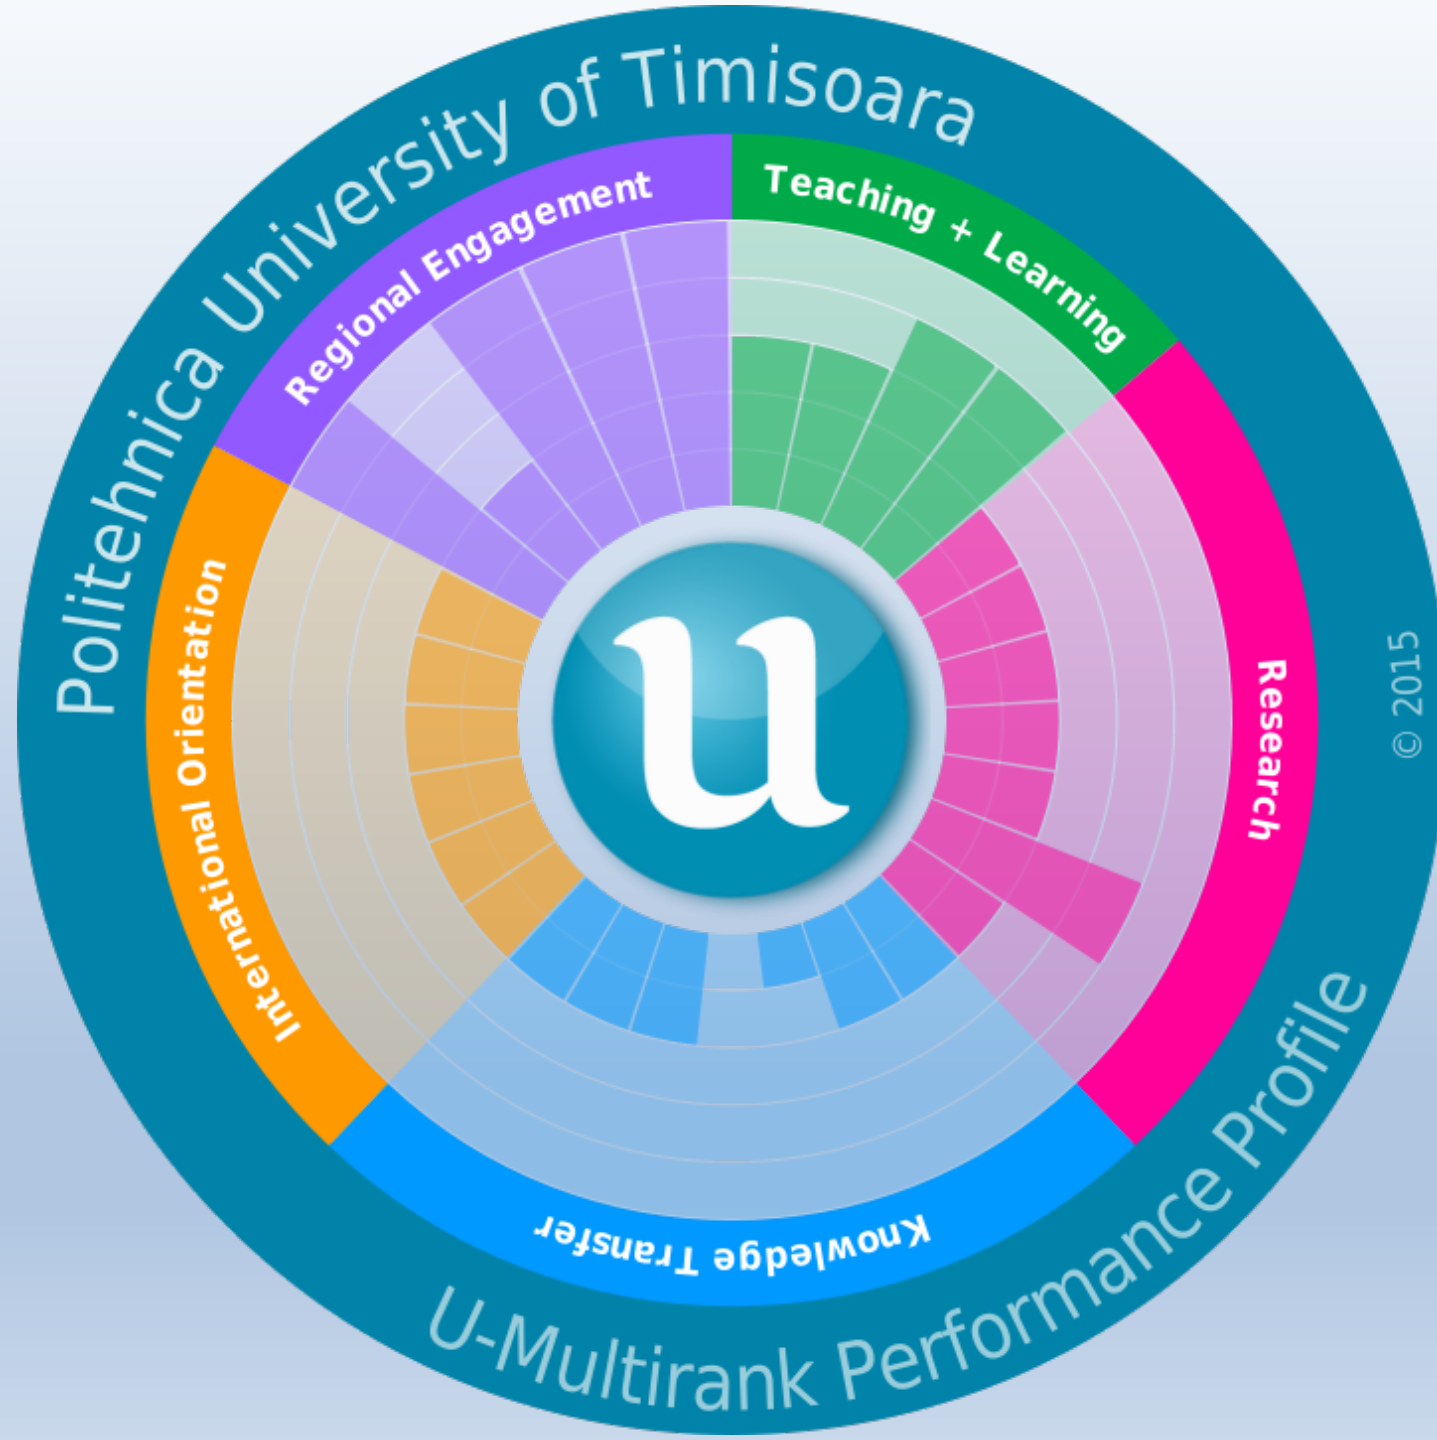 Politehnica University of Timisoara
Regional Engagement
Teaching + Learning
Research
Knowledge Transfer
International Orientation
u
© 2015
U-Multirank Performance Profile